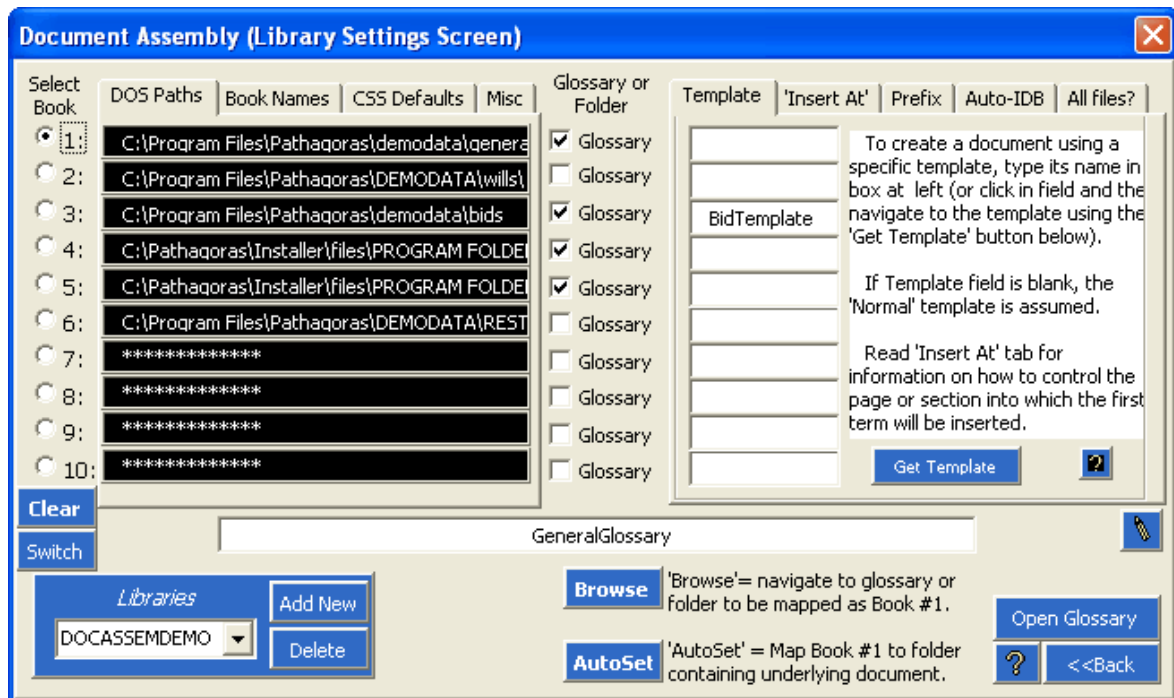 Document Assembly (Library Settings Screen)
Select Book
DOS Paths
Book Names
CSS Defaults
Misc
Glossary or Folder
Template
'Insert At'
Prefix
Auto-IDB
All files?
1: C:\Program Files\Pathagoras\demodata\genera Glossary
2: C:\Program Files\Pathagoras\DEMODATA\wills\ Glossary
3: C:\Program Files\Pathagoras\demodata\bids Glossary BidTemplate
4: C:\Pathagoras\Installer\files\PROGRAM FOLDE Glossary
5: C:\Pathagoras\Installer\files\PROGRAM FOLDE Glossary
6: C:\Program Files\Pathagoras\DEMODATA\REST Glossary
7: ************* Glossary
8: ************* Glossary
9: ************* Glossary
10: ************* Glossary
To create a document using a
specific template, type its name in
box at left (or click in field and the
navigate to the template using the
'Get Template' button below).
If Template field is blank, the
'Normal' template is assumed.
Read 'Insert At' tab for
information on how to control the
page or section into which the first
term will be inserted.
Get Template
?
Clear
Switch
GeneralGlossary
Libraries
DOCASSEMDEMO
Add New
Delete
Browse
'Browse'= navigate to glossary or
folder to be mapped as Book #1.
AutoSet
'AutoSet' = Map Book #1 to folder
containing underlying document.
Open Glossary
?
<<Back